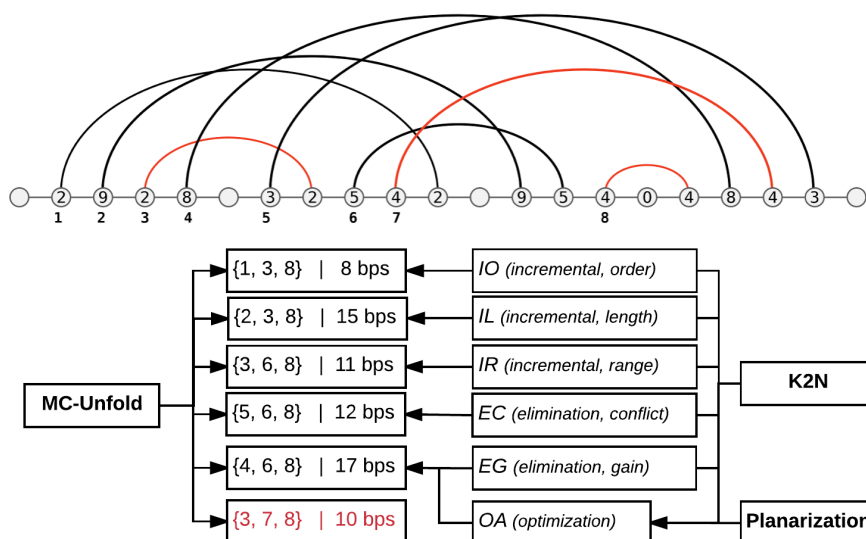 2 9 2 8 3 2 5 4 2 9 5 4 0 4 8 4 3
1 2 3 4 5 6 7 8
{1, 3, 8} | 8 bps
IO (incremental, order)
{2, 3, 8} | 15 bps
IL (incremental, length)
{3, 6, 8} | 11 bps
IR (incremental, range)
K2N
MC-Unfold
{5, 6, 8} | 12 bps
EC (elimination, conflict)
{4, 6, 8} | 17 bps
EG (elimination, gain)
{3, 7, 8} | 10 bps
OA (optimization)
Planarization